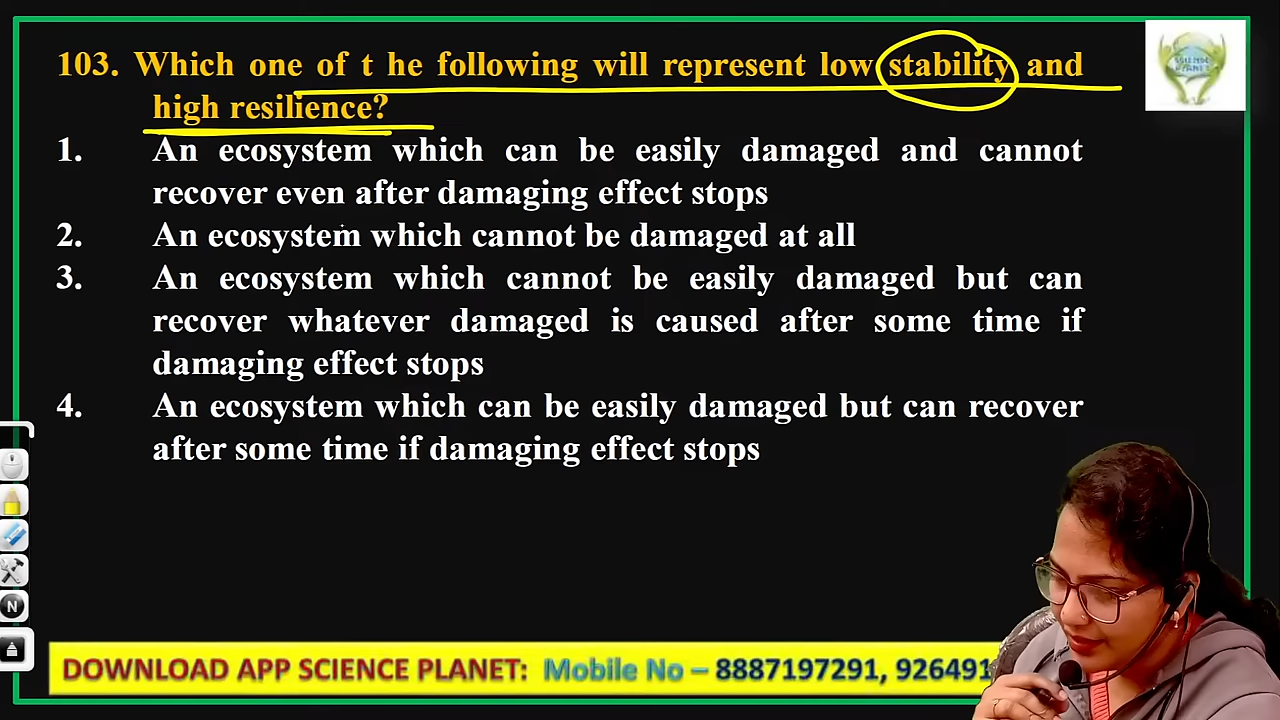 103. Which one of t he following will represent low stability and
high resilience?
1. An ecosystem which can be easily damaged and cannot
recover even after damaging effect stops
2. An ecosystem which cannot be damaged at all
3. An ecosystem which cannot be easily damaged but can
recover whatever damaged is caused after some time if
damaging effect stops
4. An ecosystem which can be easily damaged but can recover
after some time if damaging effect stops
SCIENCE
PLANET
N
DOWNLOAD APP SCIENCE PLANET: Mobile No – 8887197291, 926491